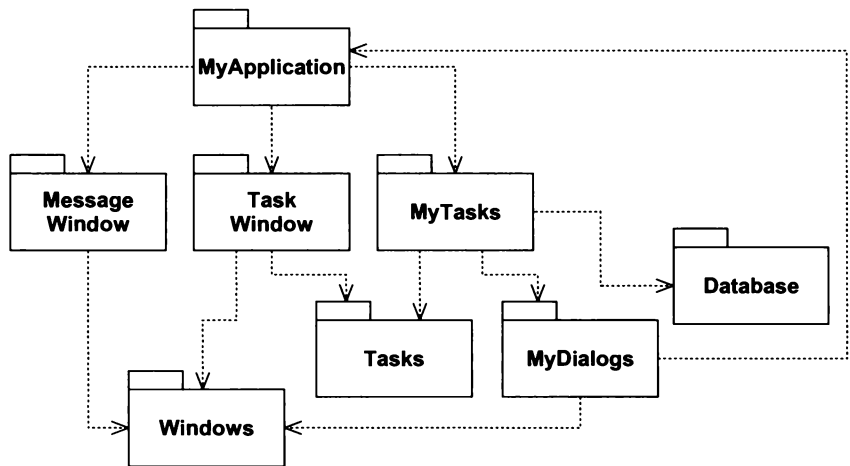 MyApplication
Message
Window
Task
Window
MyTasks
Database
Tasks
MyDialogs
Windows